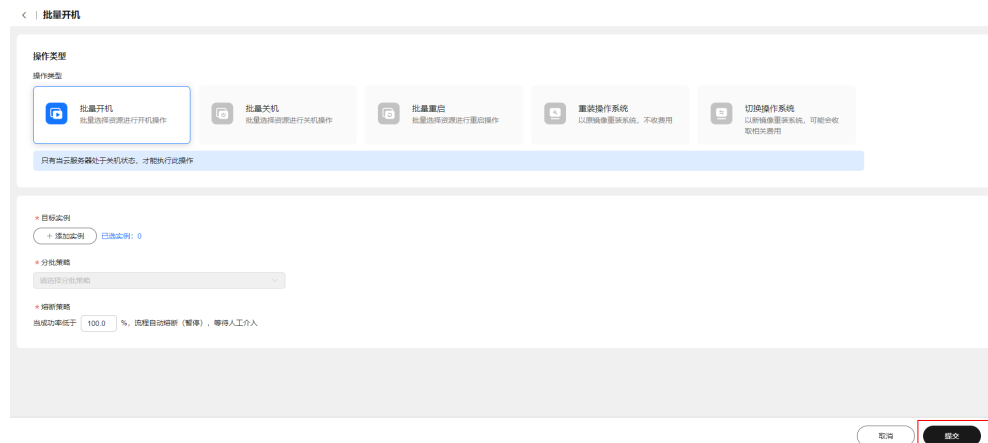 批量开机
操作类型
操作类型
批量开机
批量选择资源进行开机操作
批量关机
批量选择资源进行关机操作
批量重启
批量选择资源进行重启操作
重装操作系统
以原镜像重装系统，不收费用
切换操作系统
以新镜像重装系统，可能会收
取相关费用
只有当云服务器处于关机状态，才能执行此操作
* 目标实例
+ 添加实例 已选实例：0
* 分批策略
请选择分批策略
* 熔断策略
当成功率低于 100.0 %，流程自动熔断（暂停），等待人工介入
取消 提交